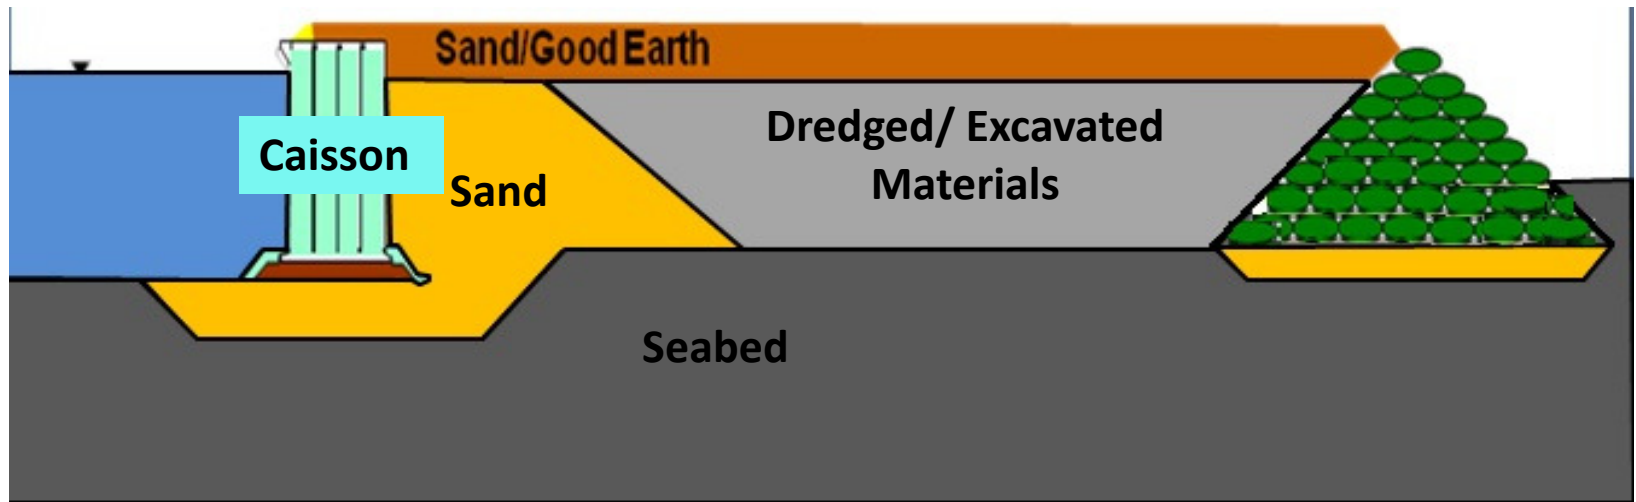 Sand/Good Earth
Dredged/ Excavated
Materials
Caisson
Sand
Seabed